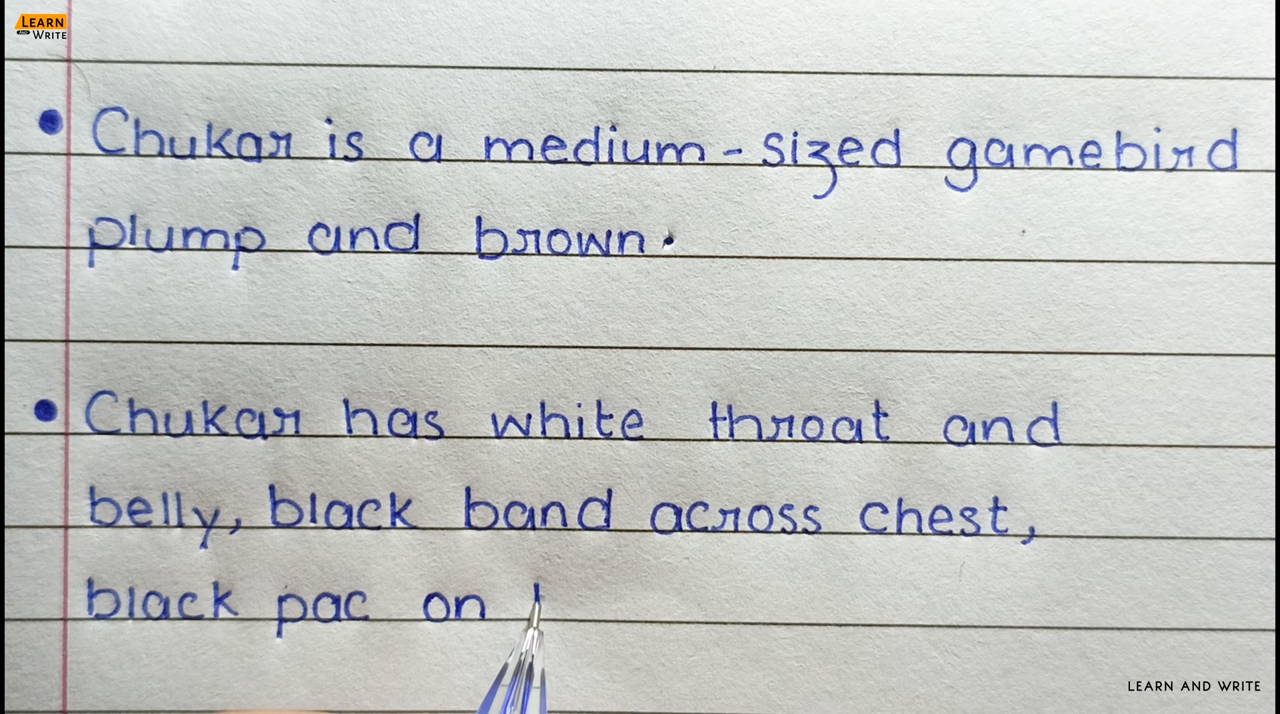 LEARN
AND WRITE
• Chukar is a medium-sized gamebird
plump and brown.
• Chukar has white throat and
belly, black band across chest,
black pac on
LEARN AND WRITE